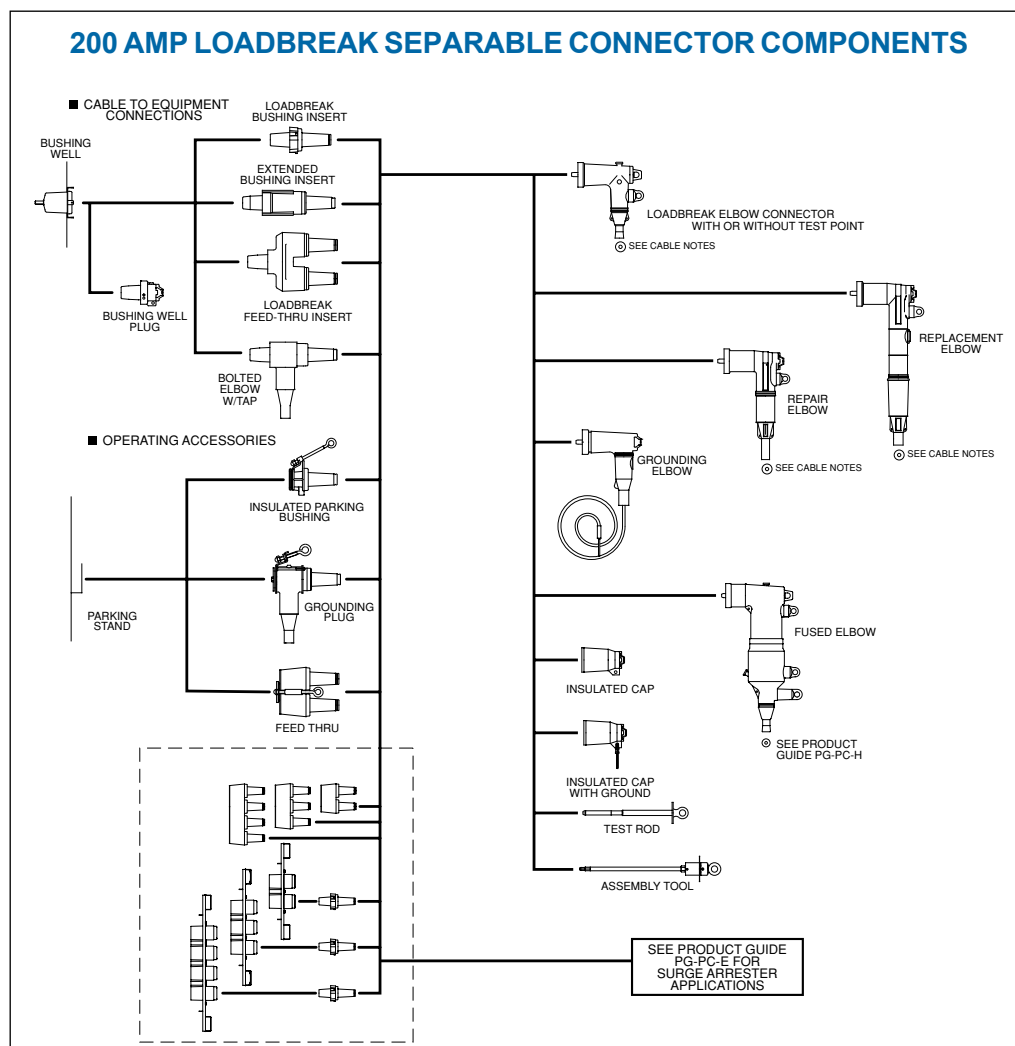 200 AMP LOADBREAK SEPARABLE CONNECTOR COMPONENTS
■ CABLE TO EQUIPMENT
CONNECTIONS
LOADBREAK
BUSHING INSERT
BUSHING
WELL
EXTENDED
BUSHING INSERT
LOADBREAK
FEED-THRU INSERT
BUSHING WELL
PLUG
BOLTED
ELBOW
W/TAP
■ OPERATING ACCESSORIES
INSULATED PARKING
BUSHING
GROUNDING
PLUG
PARKING
STAND
FEED THRU
LOADBREAK ELBOW CONNECTOR
WITH OR WITHOUT TEST POINT
SEE CABLE NOTES
REPLACEMENT
ELBOW
SEE CABLE NOTES
REPAIR
ELBOW
SEE CABLE NOTES
GROUNDING
ELBOW
FUSED ELBOW
SEE PRODUCT
GUIDE PG-PC-H
INSULATED CAP
INSULATED CAP
WITH GROUND
TEST ROD
ASSEMBLY TOOL
SEE PRODUCT GUIDE
PG-PC-E FOR
SURGE ARRESTER
APPLICATIONS